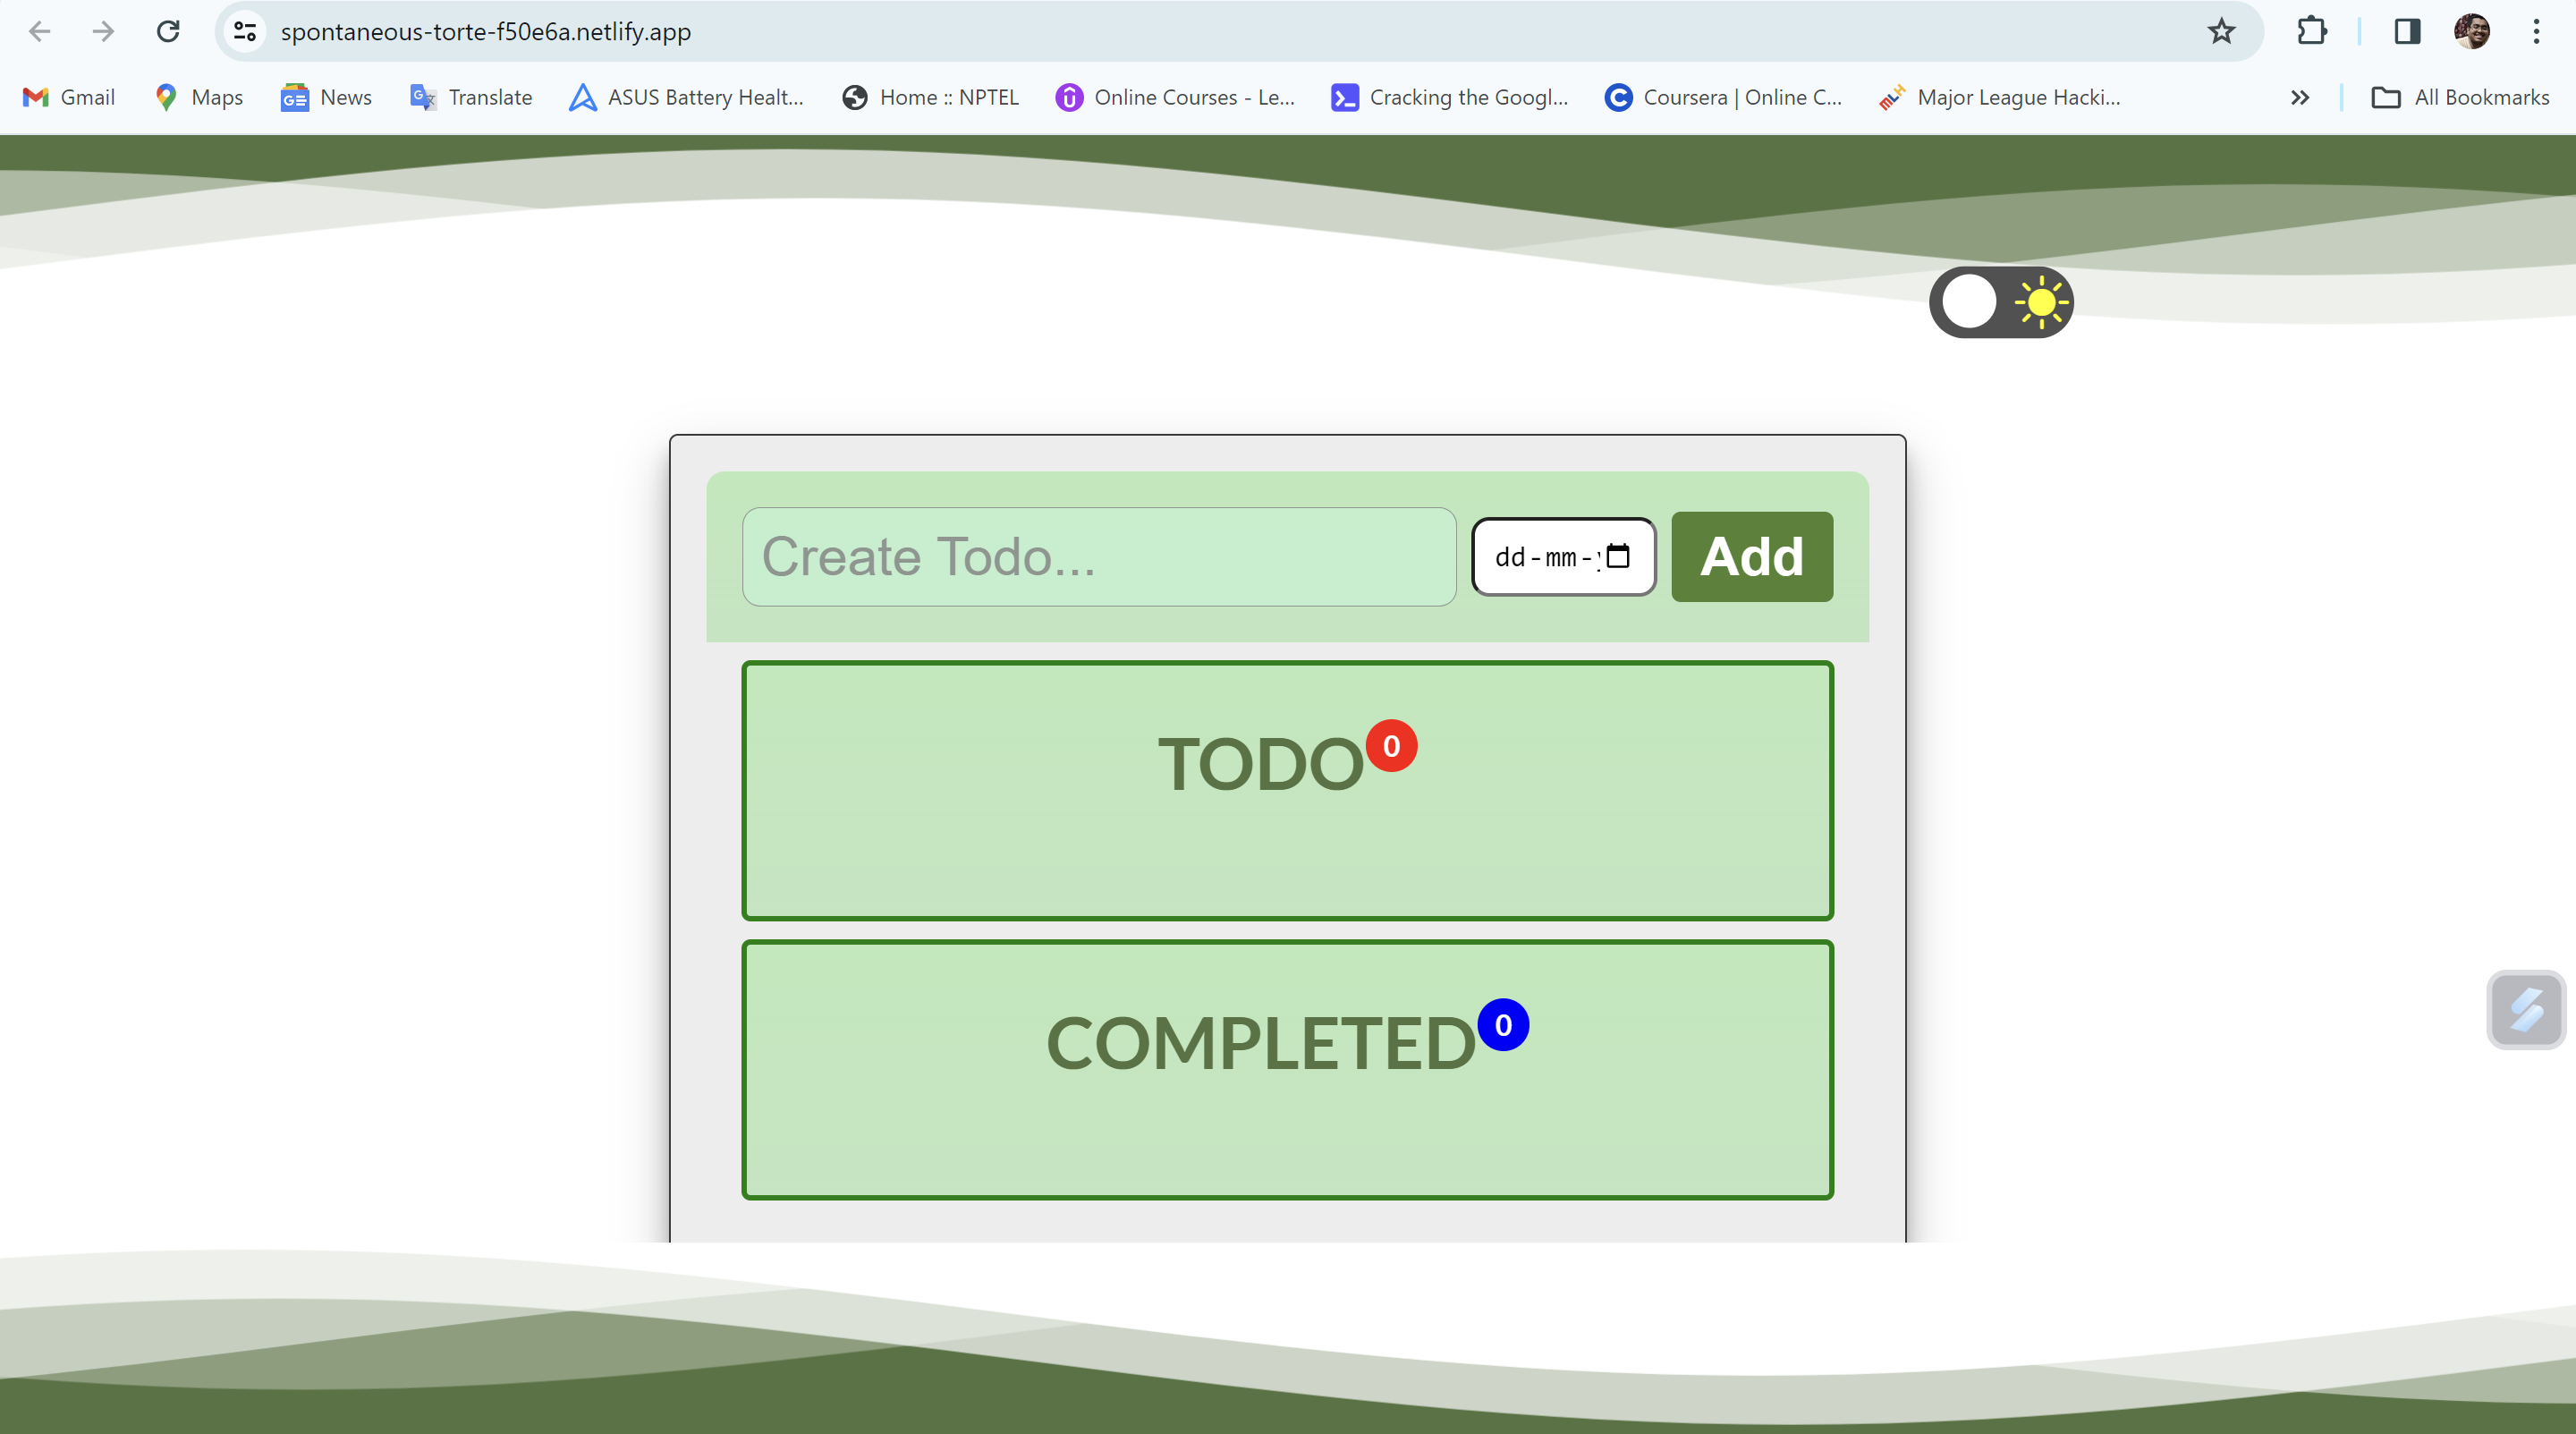 spontaneous-torte-f50e6a.netlify.app
Gmail Maps News Translate ASUS Battery Healt... Home :: NPTEL Online Courses - Le... Cracking the Googl... Coursera | Online C... Major League Hacki... All Bookmarks
Create Todo... dd-mm-y Add
TODO 0
COMPLETED 0